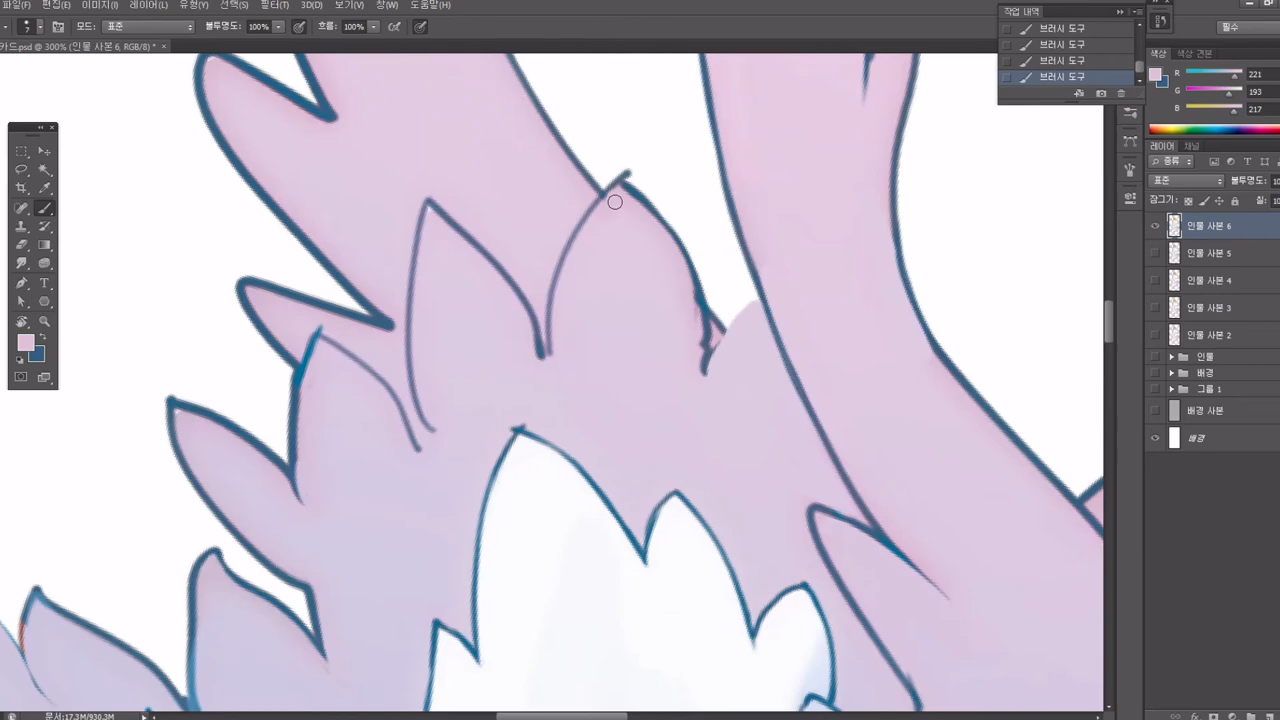 파일(F) 편집(E) 이미지(I) 레이어(L) 유형(Y) 선택(S) 필터(T) 3D(D) 보기(V) 창(W) 도움말(H)
7 모드: 표준 불투명도: 100% 흐름: 100% 필수
카드.psd @ 300% (인물 사본 6, RGB/8) * ×
작업 내역
브러시 도구
브러시 도구
브러시 도구
브러시 도구
색상 색상 견본
R 221
G 193
B 217
레이어 채널
종류
표준 불투명도: 10
잠그기: 칠: 10
인물 사본 6
인물 사본 5
인물 사본 4
인물 사본 3
인물 사본 2
인물
배경
그룹 1
배경 사본
배경
문서:17.3M/930.3M